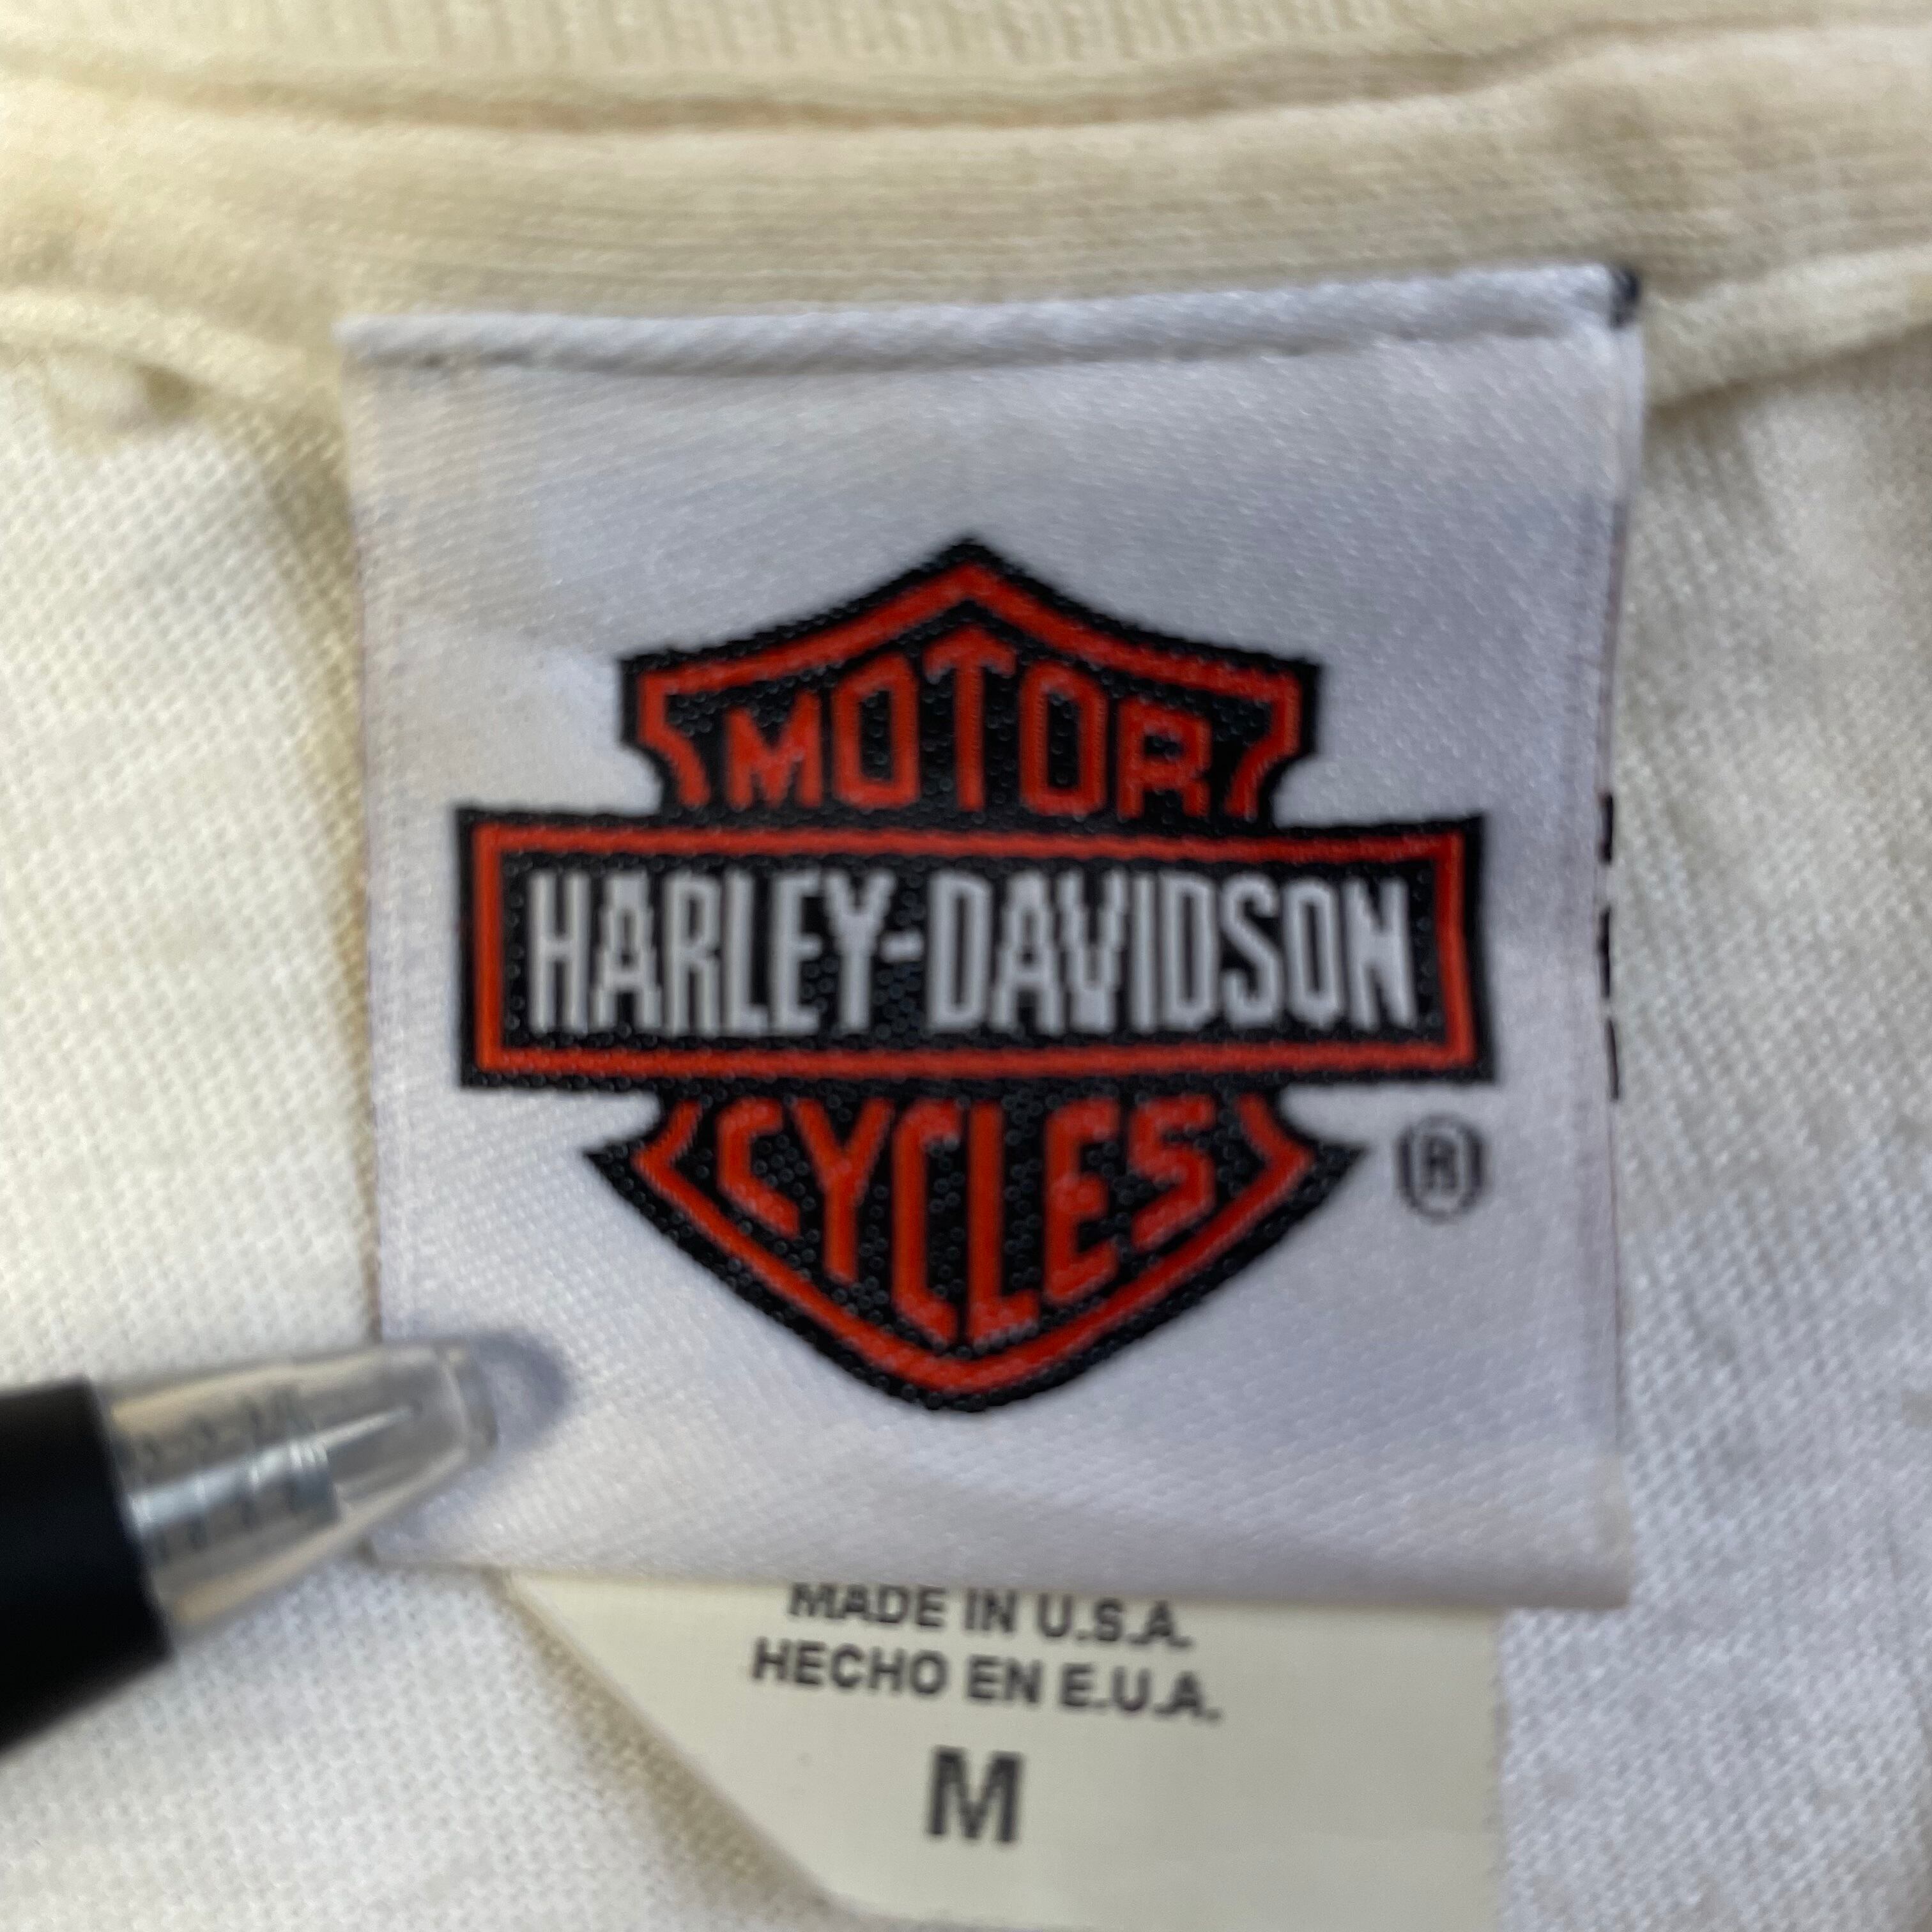 MOTOR
HARLEY-DAVIDSON
CYCLES
®
MADE IN U.S.A.
HECHO EN E.U.A.
M